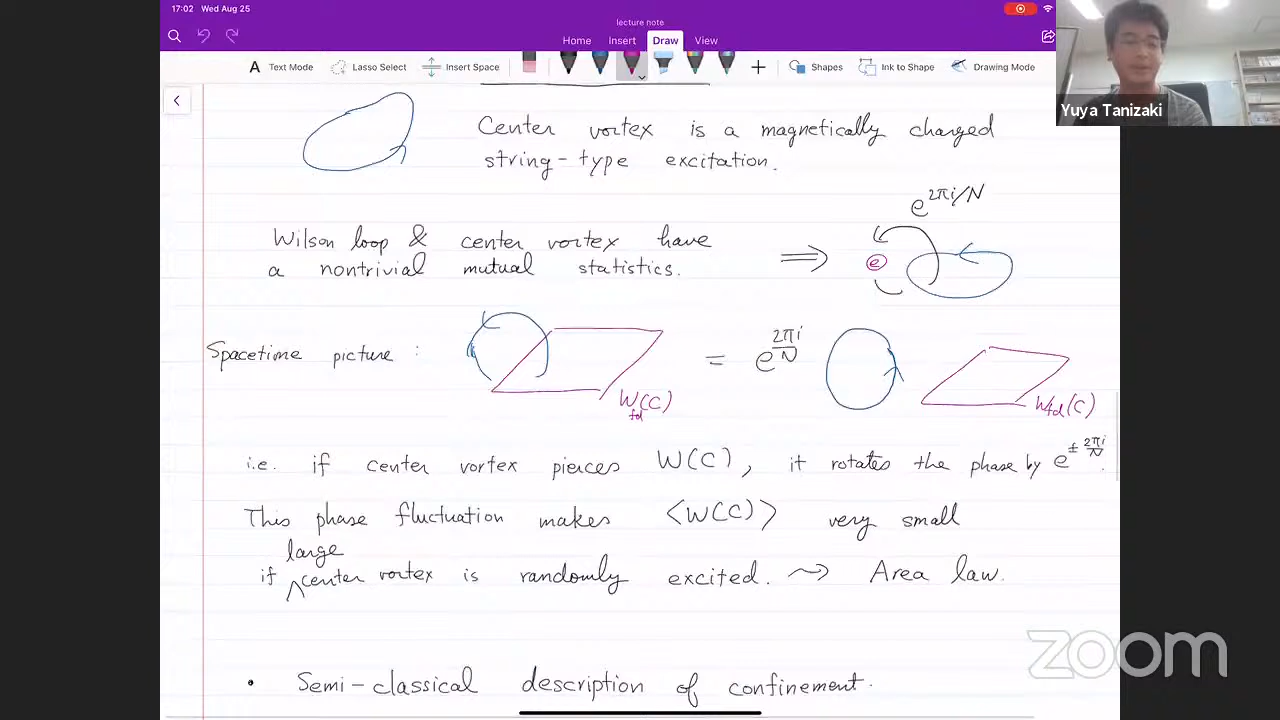 17:02 Wed Aug 25
lecture note
Home Insert Draw View
A Text Mode Lasso Select Insert Space + Shapes Ink to Shape Drawing Mode
Yuya Tanizaki
Center vortex is a magnetically charged
string-type excitation.
e^{2πi/N}
Wilson loop & center vortex have
a nontrivial mutual statistics. ⟹ e
Spacetime picture : W_{fd}(C) = e^{2πi/N} W_{fd}(C)
i.e. if center vortex pierces W(C), it rotates the phase by e^{± 2πi/N}.
This phase fluctuation makes <W(C)> very small
large
if ^ center vortex is randomly excited. ⇝ Area law.
zoom
• Semi-classical description of confinement.